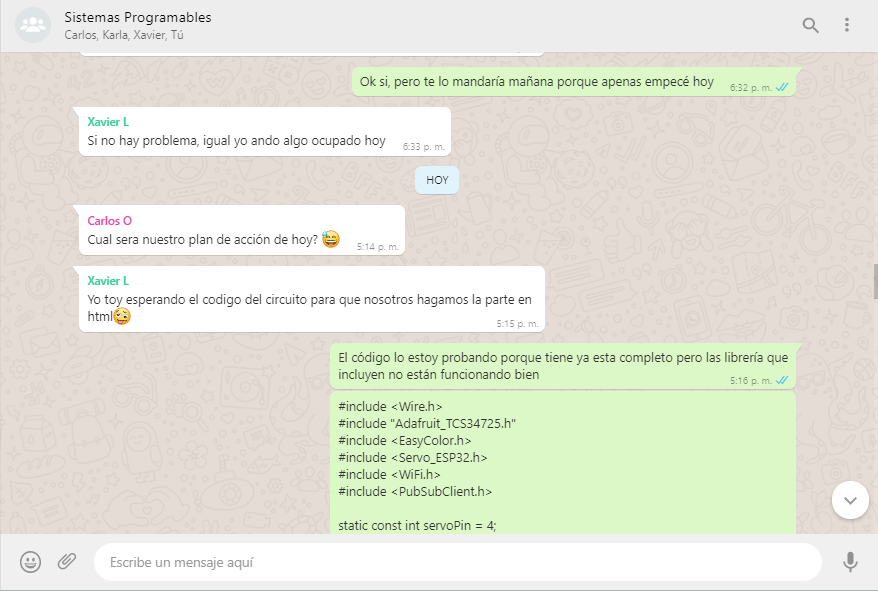 Sistemas Programables
Carlos, Karla, Xavier, Tú
Ok si, pero te lo mandaría mañana porque apenas empecé hoy
6:32 p. m.
Xavier L
Si no hay problema, igual yo ando algo ocupado hoy
6:33 p. m.
HOY
Carlos O
Cual sera nuestro plan de acción de hoy? 😅
5:14 p. m.
Xavier L
Yo toy esperando el codigo del circuito para que nosotros hagamos la parte en
html
5:15 p. m.
El código lo estoy probando porque tiene ya esta completo pero las librería que
incluyen no están funcionando bien
5:16 p. m.
#include <Wire.h>
#include "Adafruit_TCS34725.h"
#include <EasyColor.h>
#include <Servo_ESP32.h>
#include <WiFi.h>
#include <PubSubClient.h>
static const int servoPin = 4;
Escribe un mensaje aquí